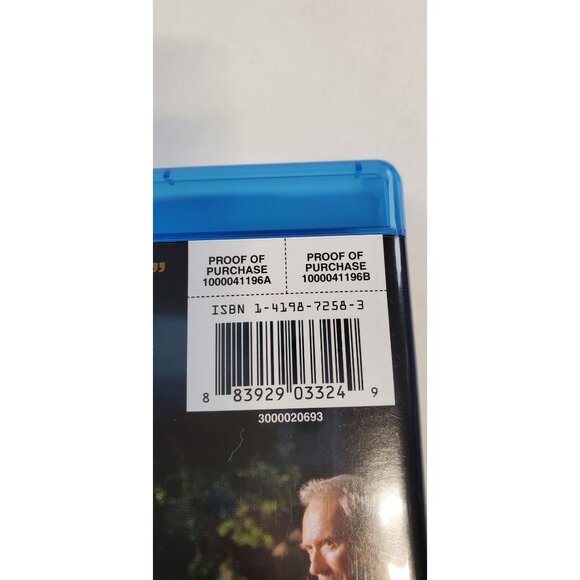 ”
PROOF OF
PURCHASE
1000041196A
PROOF OF
PURCHASE
1000041196B
ISBN 1-4198-7258-3
8 83929 03324 9
3000020693